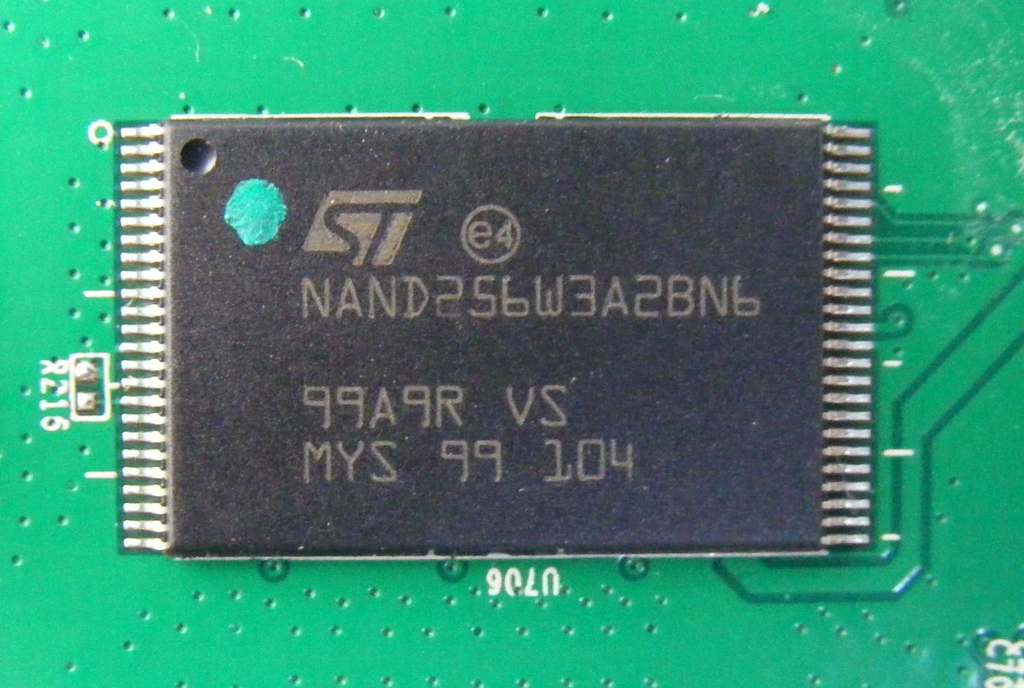 ST
e4
NAND256W3A2BN6
99A9R VS
MYS 99 104
R216
U706